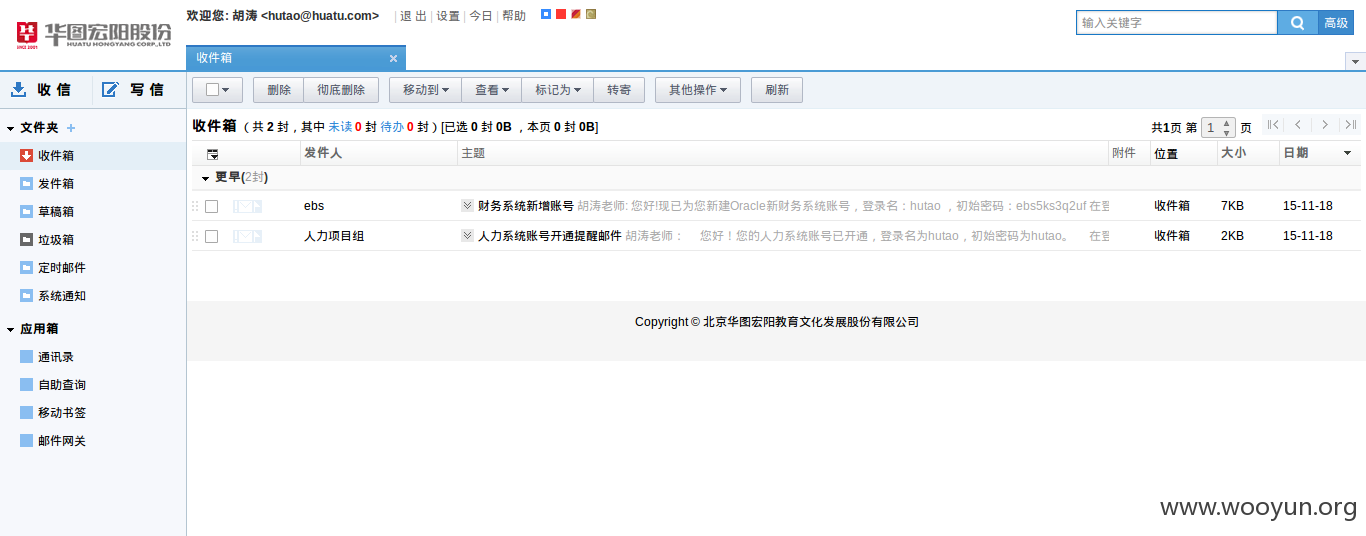 华图宏阳股份
HUATU HONGYANG CORP.,LTD
SINCE 2001
欢迎您: 胡涛 <hutao@huatu.com> | 退 出 | 设置 | 今日 | 帮助
输入关键字 高级
收件箱 ×
收 信 写 信
删除 彻底删除 移动到 查看 标记为 转寄 其他操作 刷新
文件夹 +
收件箱
发件箱
草稿箱
垃圾箱
定时邮件
系统通知
应用箱
通讯录
自助查询
移动书签
邮件网关
收件箱 ( 共 2 封，其中 未读 0 封 待办 0 封 ) [已选 0 封 0B ，本页 0 封 0B]
共1页 第 1 页
发件人 主题 附件 位置 大小 日期
更早(2封)
ebs 财务系统新增账号 胡涛老师: 您好!现已为您新建Oracle新财务系统账号，登录名：hutao ，初始密码：ebs5ks3q2uf 在登 收件箱 7KB 15-11-18
人力项目组 人力系统账号开通提醒邮件 胡涛老师： 您好！您的人力系统账号已开通，登录名为hutao，初始密码为hutao。 在登 收件箱 2KB 15-11-18
Copyright © 北京华图宏阳教育文化发展股份有限公司
www.wooyun.org